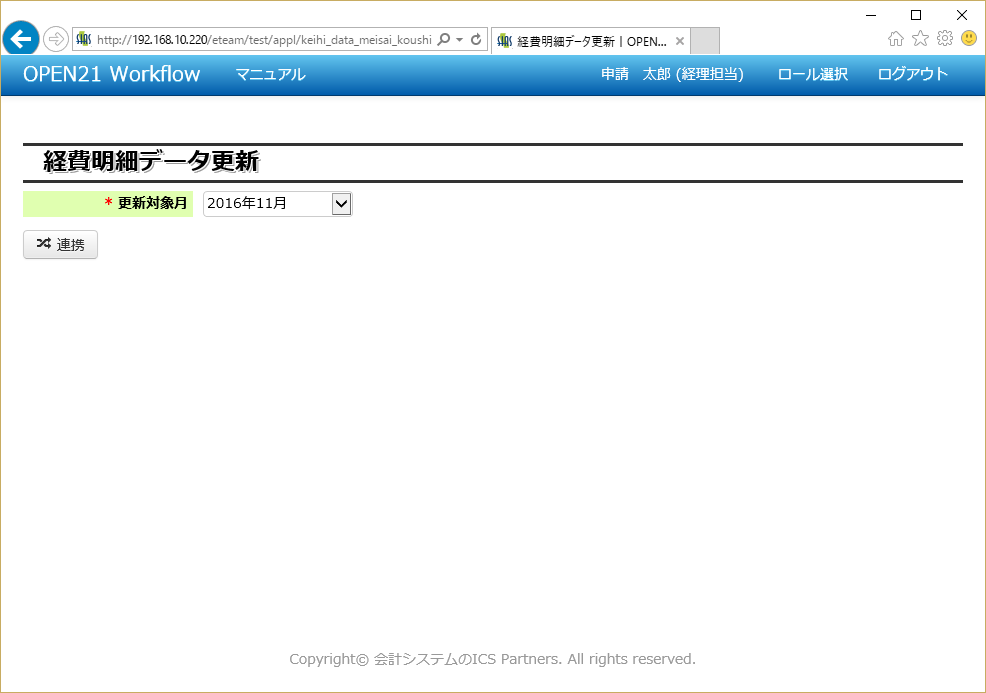 http://192.168.10.220/eteam/test/appl/keihi_data_meisai_koushi
経費明細データ更新 | OPEN...
OPEN21 Workflow マニュアル 申請 太郎 (経理担当) ロール選択 ログアウト
経費明細データ更新
* 更新対象月 2016年11月
連携
Copyright© 会計システムのICS Partners. All rights reserved.